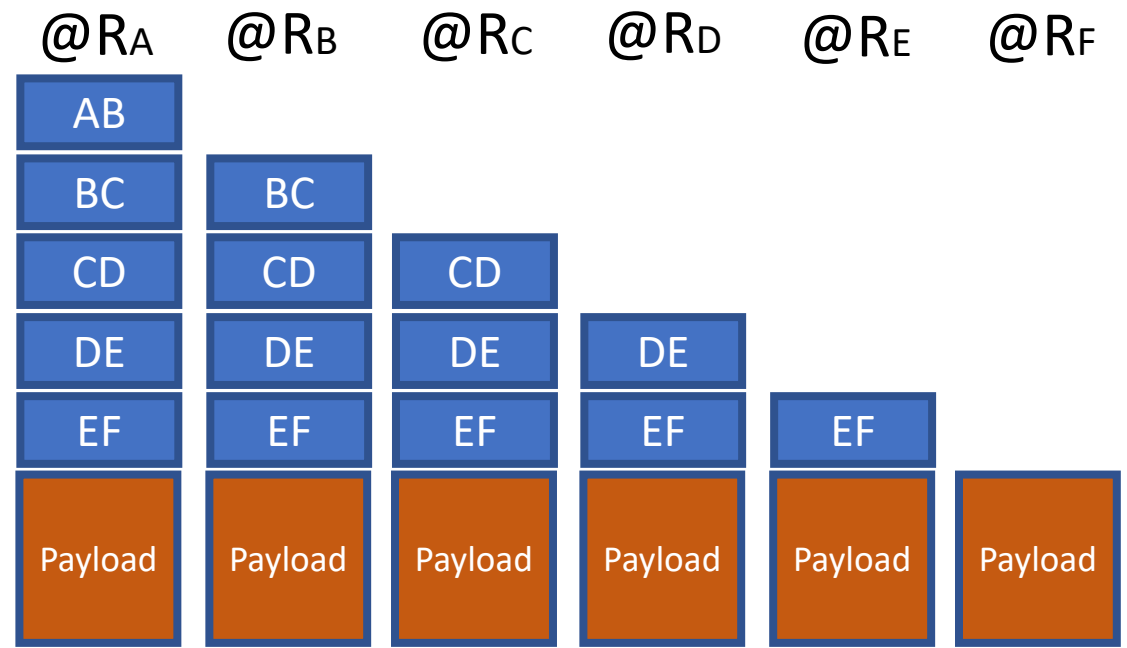 @RA @RB @RC @RD @RE @RF
AB
BC BC
CD CD CD
DE DE DE DE
EF EF EF EF EF
Payload Payload Payload Payload Payload Payload